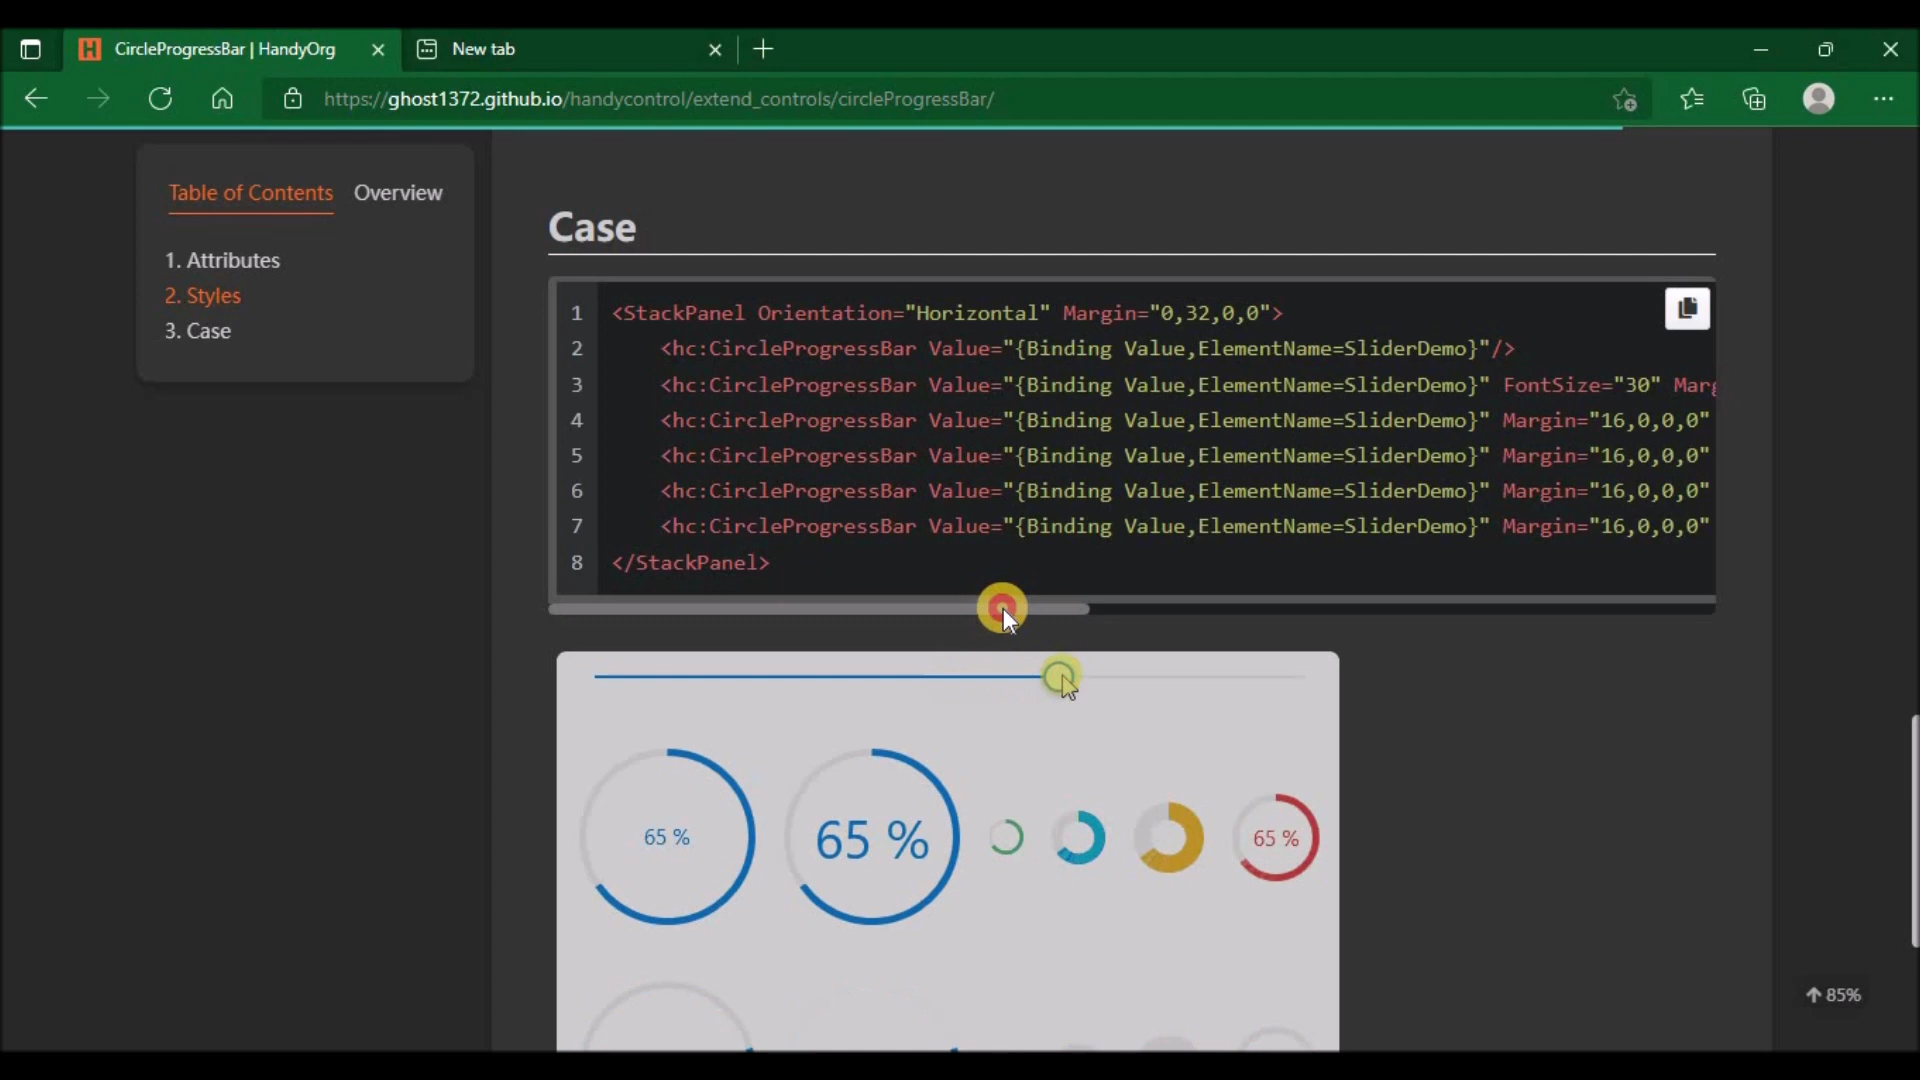 CircleProgressBar | HandyOrg
New tab
https://ghost1372.github.io/handycontrol/extend_controls/circleProgressBar/
Table of Contents Overview
1. Attributes
2. Styles
3. Case
Case
1 <StackPanel Orientation="Horizontal" Margin="0,32,0,0">
2 <hc:CircleProgressBar Value="{Binding Value,ElementName=SliderDemo}"/>
3 <hc:CircleProgressBar Value="{Binding Value,ElementName=SliderDemo}" FontSize="30" Marg
4 <hc:CircleProgressBar Value="{Binding Value,ElementName=SliderDemo}" Margin="16,0,0,0"
5 <hc:CircleProgressBar Value="{Binding Value,ElementName=SliderDemo}" Margin="16,0,0,0"
6 <hc:CircleProgressBar Value="{Binding Value,ElementName=SliderDemo}" Margin="16,0,0,0"
7 <hc:CircleProgressBar Value="{Binding Value,ElementName=SliderDemo}" Margin="16,0,0,0"
8 </StackPanel>
65 % 65 % 65 %
85%